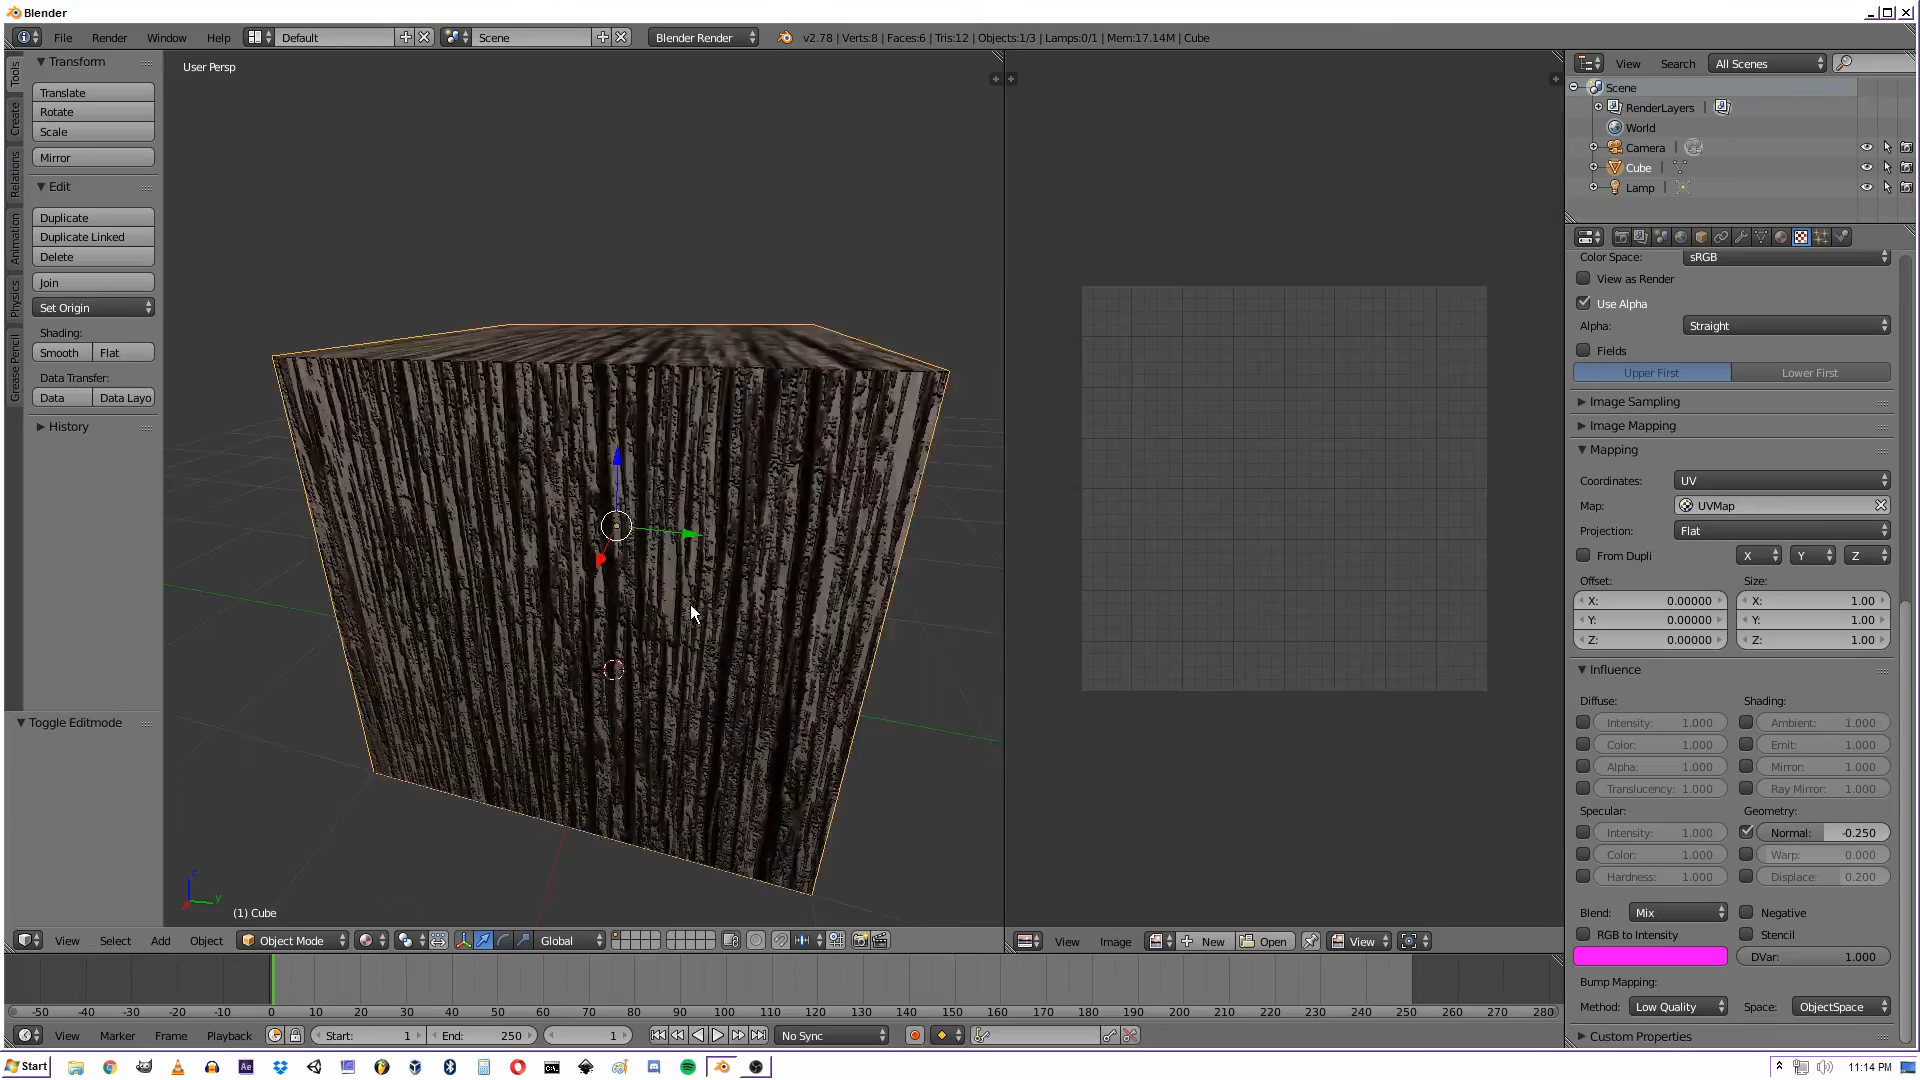 Blender
File Render Window Help Default Scene Blender Render v2.78 | Verts:8 | Faces:6 | Tris:12 | Objects:1/3 | Lamps:0/1 | Mem:17.14M | Cube
Tools
Create
Relations
Animation
Physics
Grease Pencil
Transform
Translate
Rotate
Scale
Mirror
Edit
Duplicate
Duplicate Linked
Delete
Join
Set Origin
Shading:
Smooth Flat
Data Transfer:
Data Data Layo
History
Toggle Editmode
User Persp
z
y
(1) Cube
View Select Add Object Object Mode Global
View Image New Open View
View Search All Scenes
Scene
RenderLayers
World
Camera
Cube
Lamp
Color Space: sRGB
View as Render
Use Alpha
Alpha: Straight
Fields
Upper First Lower First
Image Sampling
Image Mapping
Mapping
Coordinates: UV
Map: UVMap
Projection: Flat
From Dupli X Y Z
Offset: Size:
X: 0.00000 X: 1.00
Y: 0.00000 Y: 1.00
Z: 0.00000 Z: 1.00
Influence
Diffuse: Shading:
Intensity: 1.000 Ambient: 1.000
Color: 1.000 Emit: 1.000
Alpha: 1.000 Mirror: 1.000
Translucency: 1.000 Ray Mirror: 1.000
Specular: Geometry:
Intensity: 1.000 Normal: -0.250
Color: 1.000 Warp: 0.000
Hardness: 1.000 Displace: 0.200
Blend: Mix Negative
RGB to Intensity Stencil
DVar: 1.000
Bump Mapping:
Method: Low Quality Space: ObjectSpace
Custom Properties
-50 -40 -30 -20 -10 0 10 20 30 40 50 60 70 80 90 100 110 120 130 140 150 160 170 180 190 200 210 220 230 240 250 260 270 280
View Marker Frame Playback Start: 1 End: 250 1 No Sync
Start Ae 11:14 PM